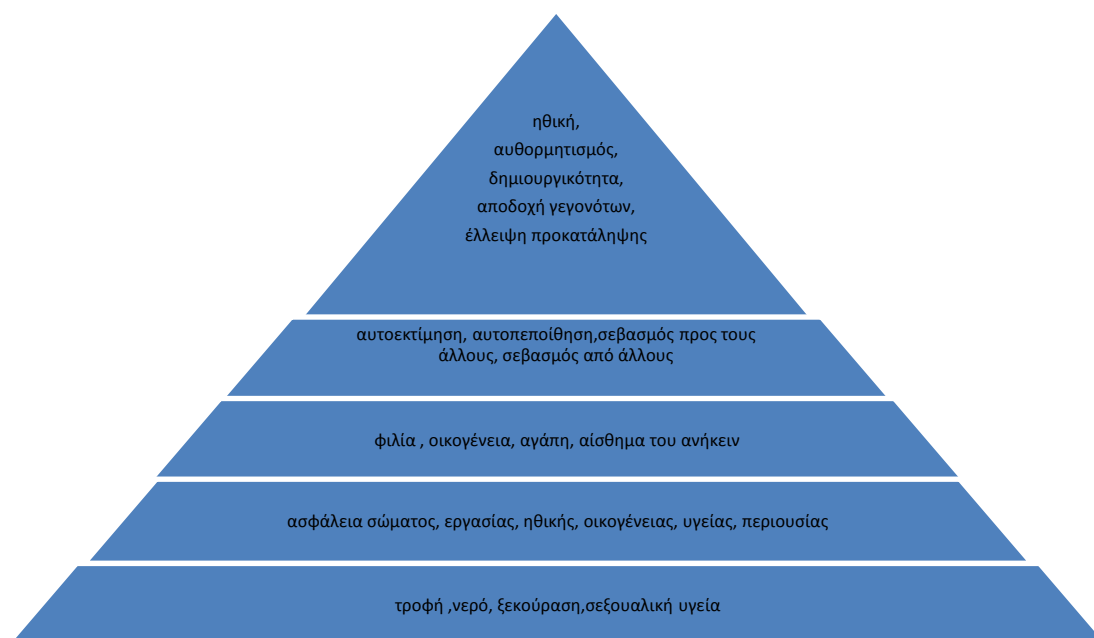 ηθική,
αυθορμητισμός,
δημιουργικότητα,
αποδοχή γεγονότων,
έλλειψη προκατάληψης
αυτοεκτίμηση, αυτοπεποίθηση,σεβασμός προς τους
άλλους, σεβασμός από άλλους
φιλία , οικογένεια, αγάπη, αίσθημα του ανήκειν
ασφάλεια σώματος, εργασίας, ηθικής, οικογένειας, υγείας, περιουσίας
τροφή ,νερό, ξεκούραση,σεξουαλική υγεία